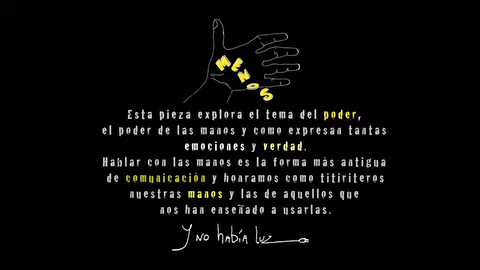 MENOS
Esta pieza explora el tema del poder,
el poder de las manos y como expresan tantas
emociones y verdad.
Hablar con las manos es la forma más antigua
de comunicación y honramos como titiriteros
nuestras manos y las de aquellos que
nos han enseñado a usarlas.
y no había luz